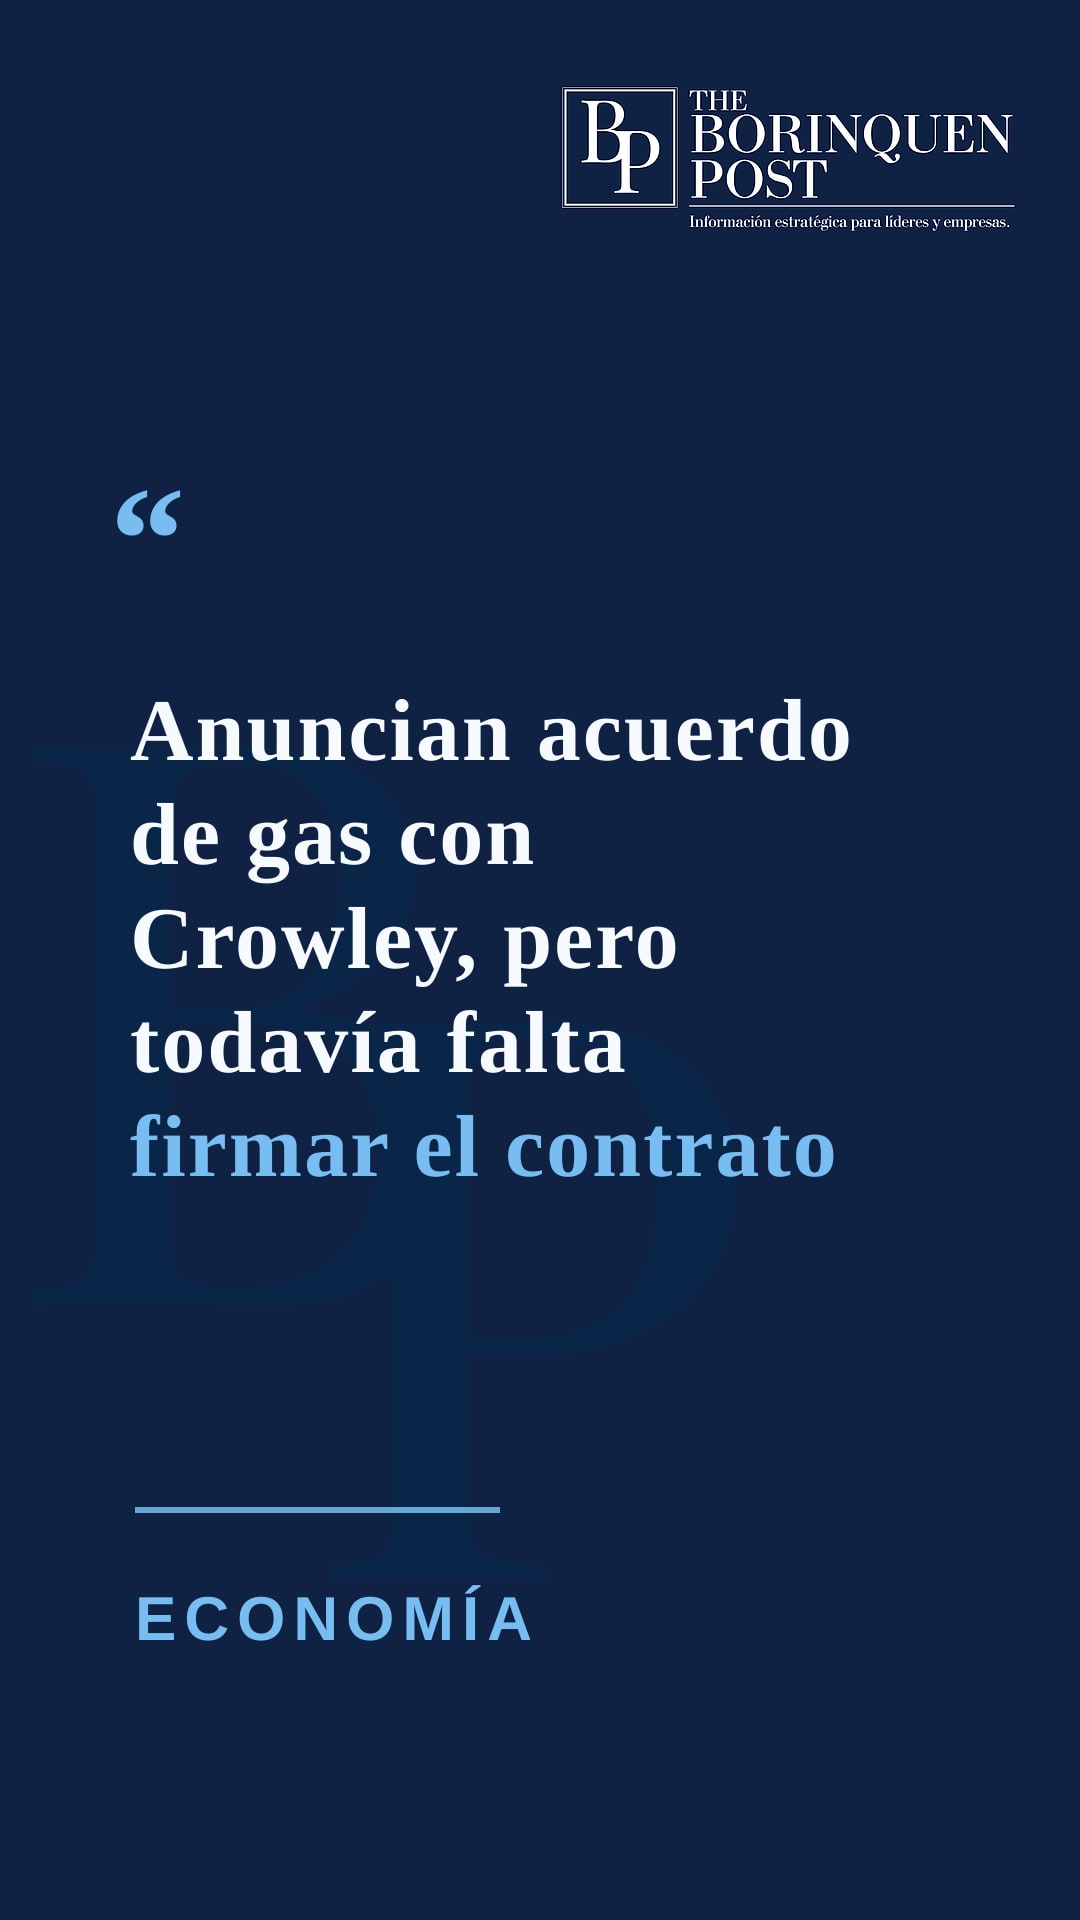 BP
THE
BORINQUEN
POST
Información estratégica para líderes y empresas.
“
Anuncian acuerdo
de gas con
Crowley, pero
todavía falta
firmar el contrato
ECONOMÍA